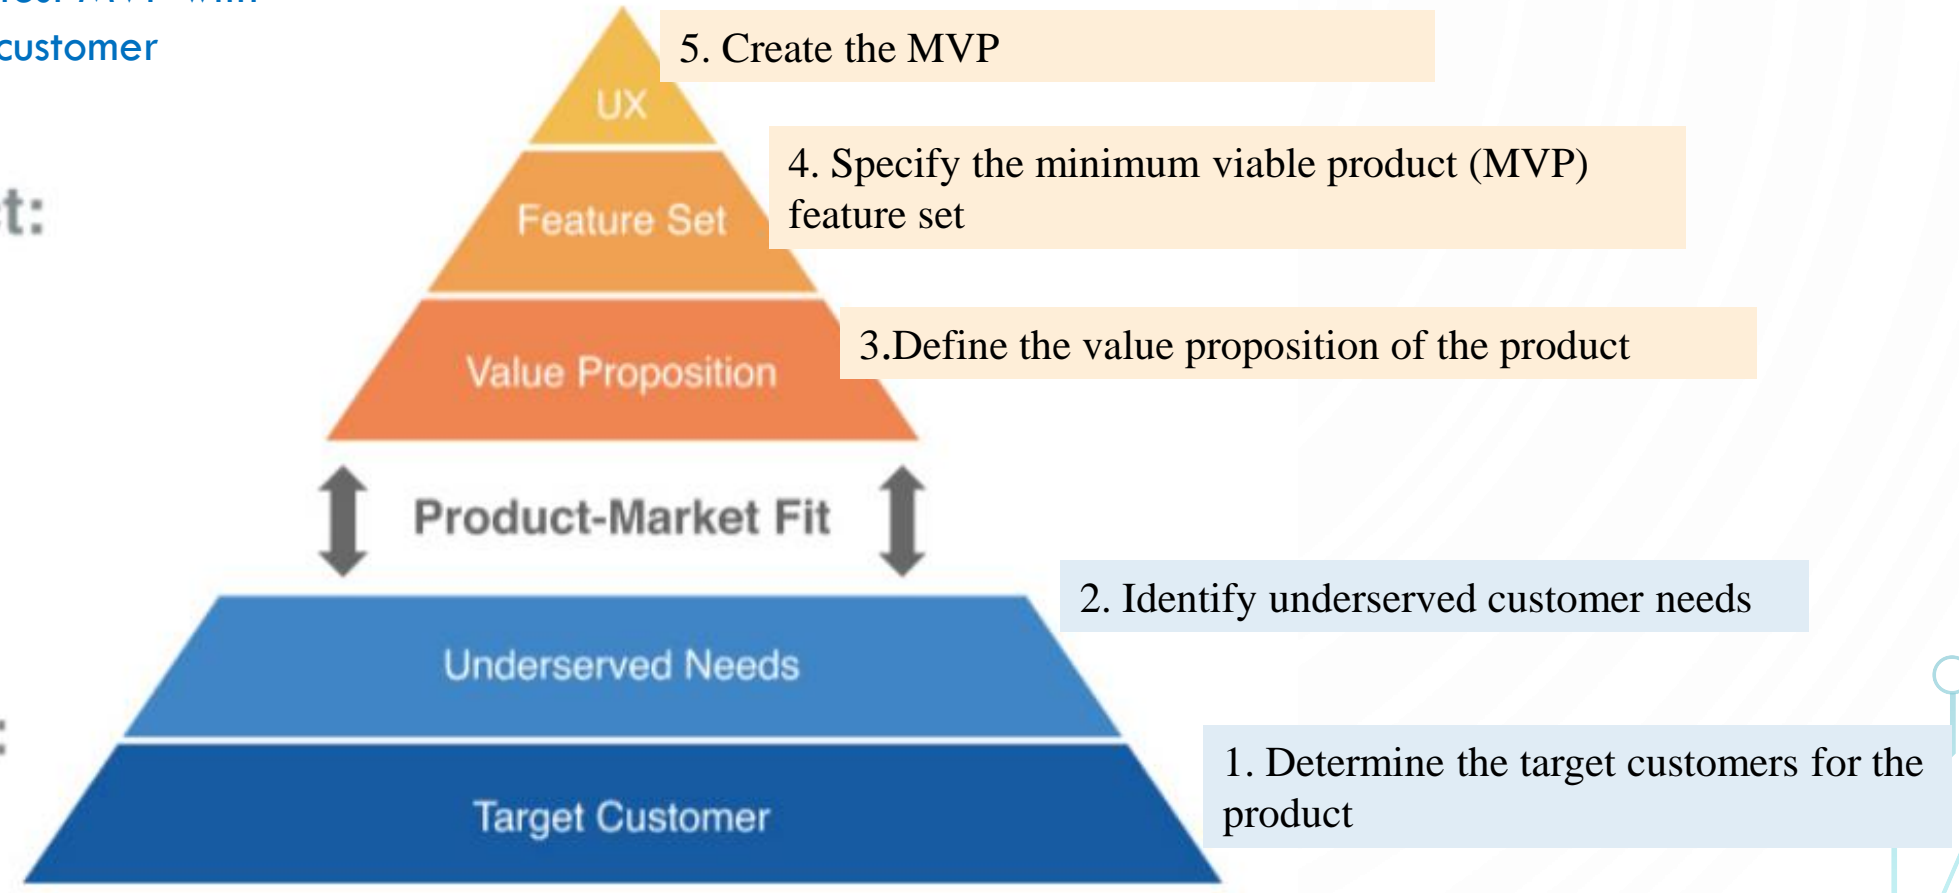 customer
5. Create the MVP
UX
4. Specify the minimum viable product (MVP)
feature set
Feature Set
3.Define the value proposition of the product
Value Proposition
Product-Market Fit
2. Identify underserved customer needs
Underserved Needs
1. Determine the target customers for the
product
Target Customer